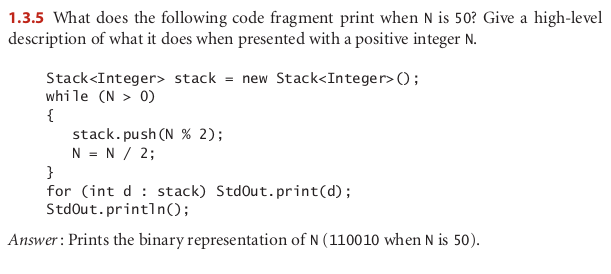 1.3.5 What does the following code fragment print when N is 50? Give a high-level
description of what it does when presented with a positive integer N.
Stack<Integer> stack = new Stack<Integer>();
while (N > 0)
{
stack.push(N % 2);
N = N / 2;
}
for (int d : stack) StdOut.print(d);
StdOut.println();
Answer : Prints the binary representation of N (110010 when N is 50).